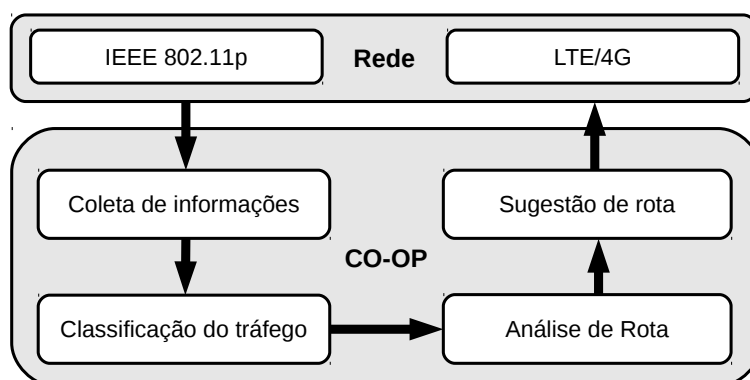 IEEE 802.11p
Rede
LTE/4G
Coleta de informações
Sugestão de rota
CO-OP
Classificação do tráfego
Análise de Rota